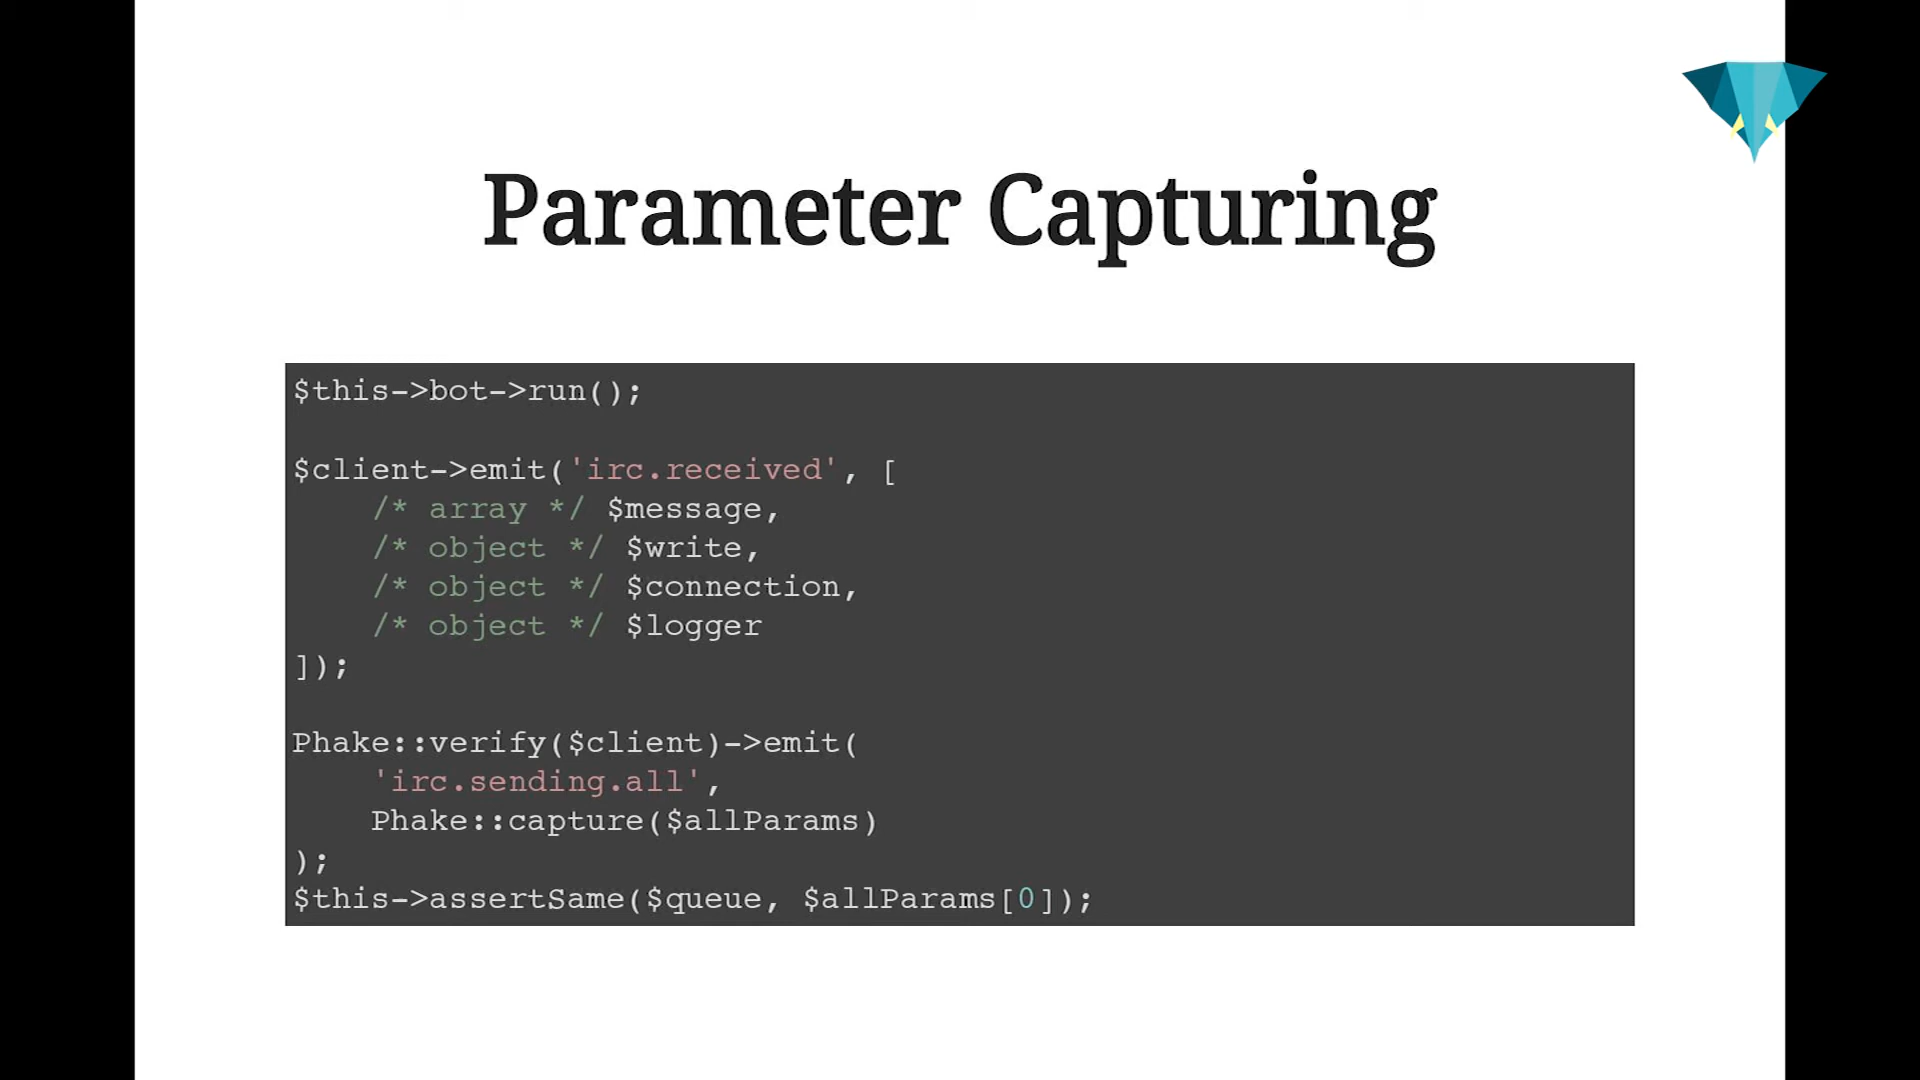 Parameter Capturing
$this->bot->run();
$client->emit('irc.received', [
    /* array */ $message,
    /* object */ $write,
    /* object */ $connection,
    /* object */ $logger
]);
Phake::verify($client)->emit(
    'irc.sending.all',
    Phake::capture($allParams)
);
$this->assertSame($queue, $allParams[0]);